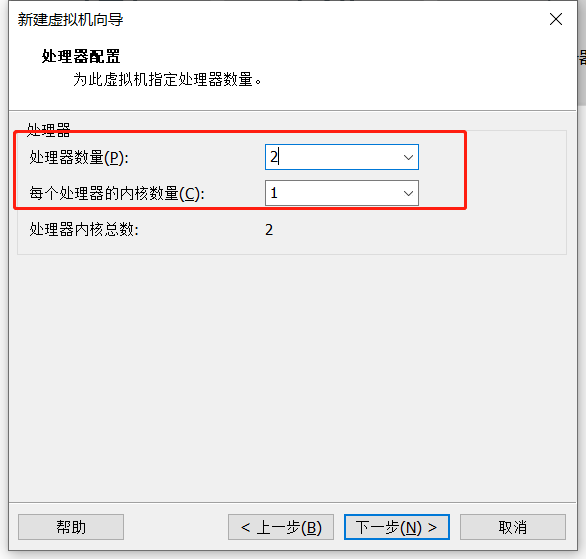 新建虚拟机向导
处理器配置
为此虚拟机指定处理器数量。
处理器
处理器数量(P): 2
每个处理器的内核数量(C): 1
处理器内核总数: 2
帮助 < 上一步(B) 下一步(N) > 取消